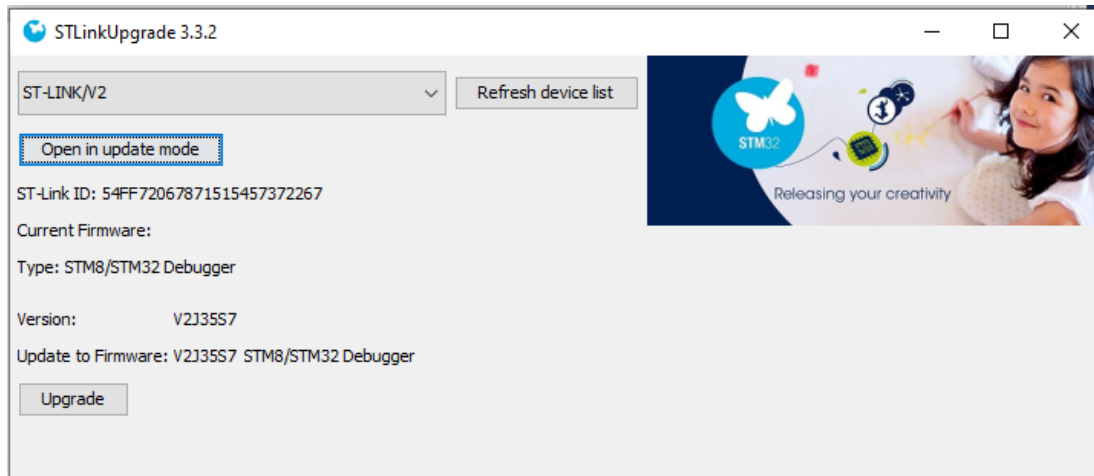 STLinkUpgrade 3.3.2
ST-LINK/V2
Refresh device list
Open in update mode
STM32
Releasing your creativity
ST-Link ID: 54FF72067871515457372267
Current Firmware:
Type: STM8/STM32 Debugger
Version: V2J35S7
Update to Firmware: V2J35S7 STM8/STM32 Debugger
Upgrade